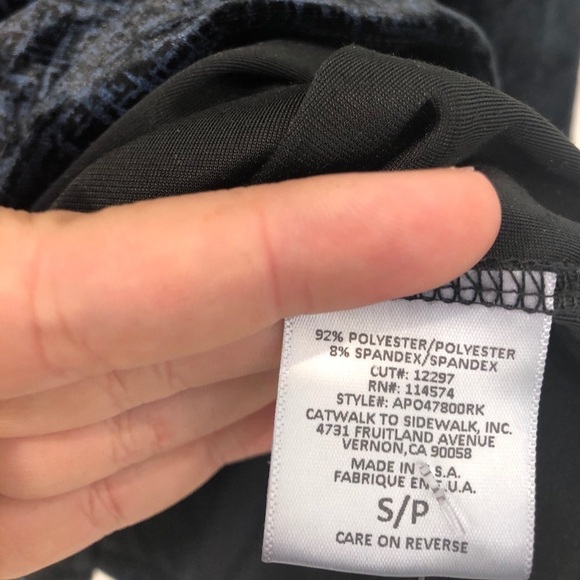 92% POLYESTER/POLYESTER
8% SPANDEX/SPANDEX
CUT#: 12297
RN#: 114574
STYLE#: APO47800RK
CATWALK TO SIDEWALK, INC.
4731 FRUITLAND AVENUE
VERNON,CA 90058
MADE IN U.S.A.
FABRIQUE EN E.U.A.
S/P
CARE ON REVERSE